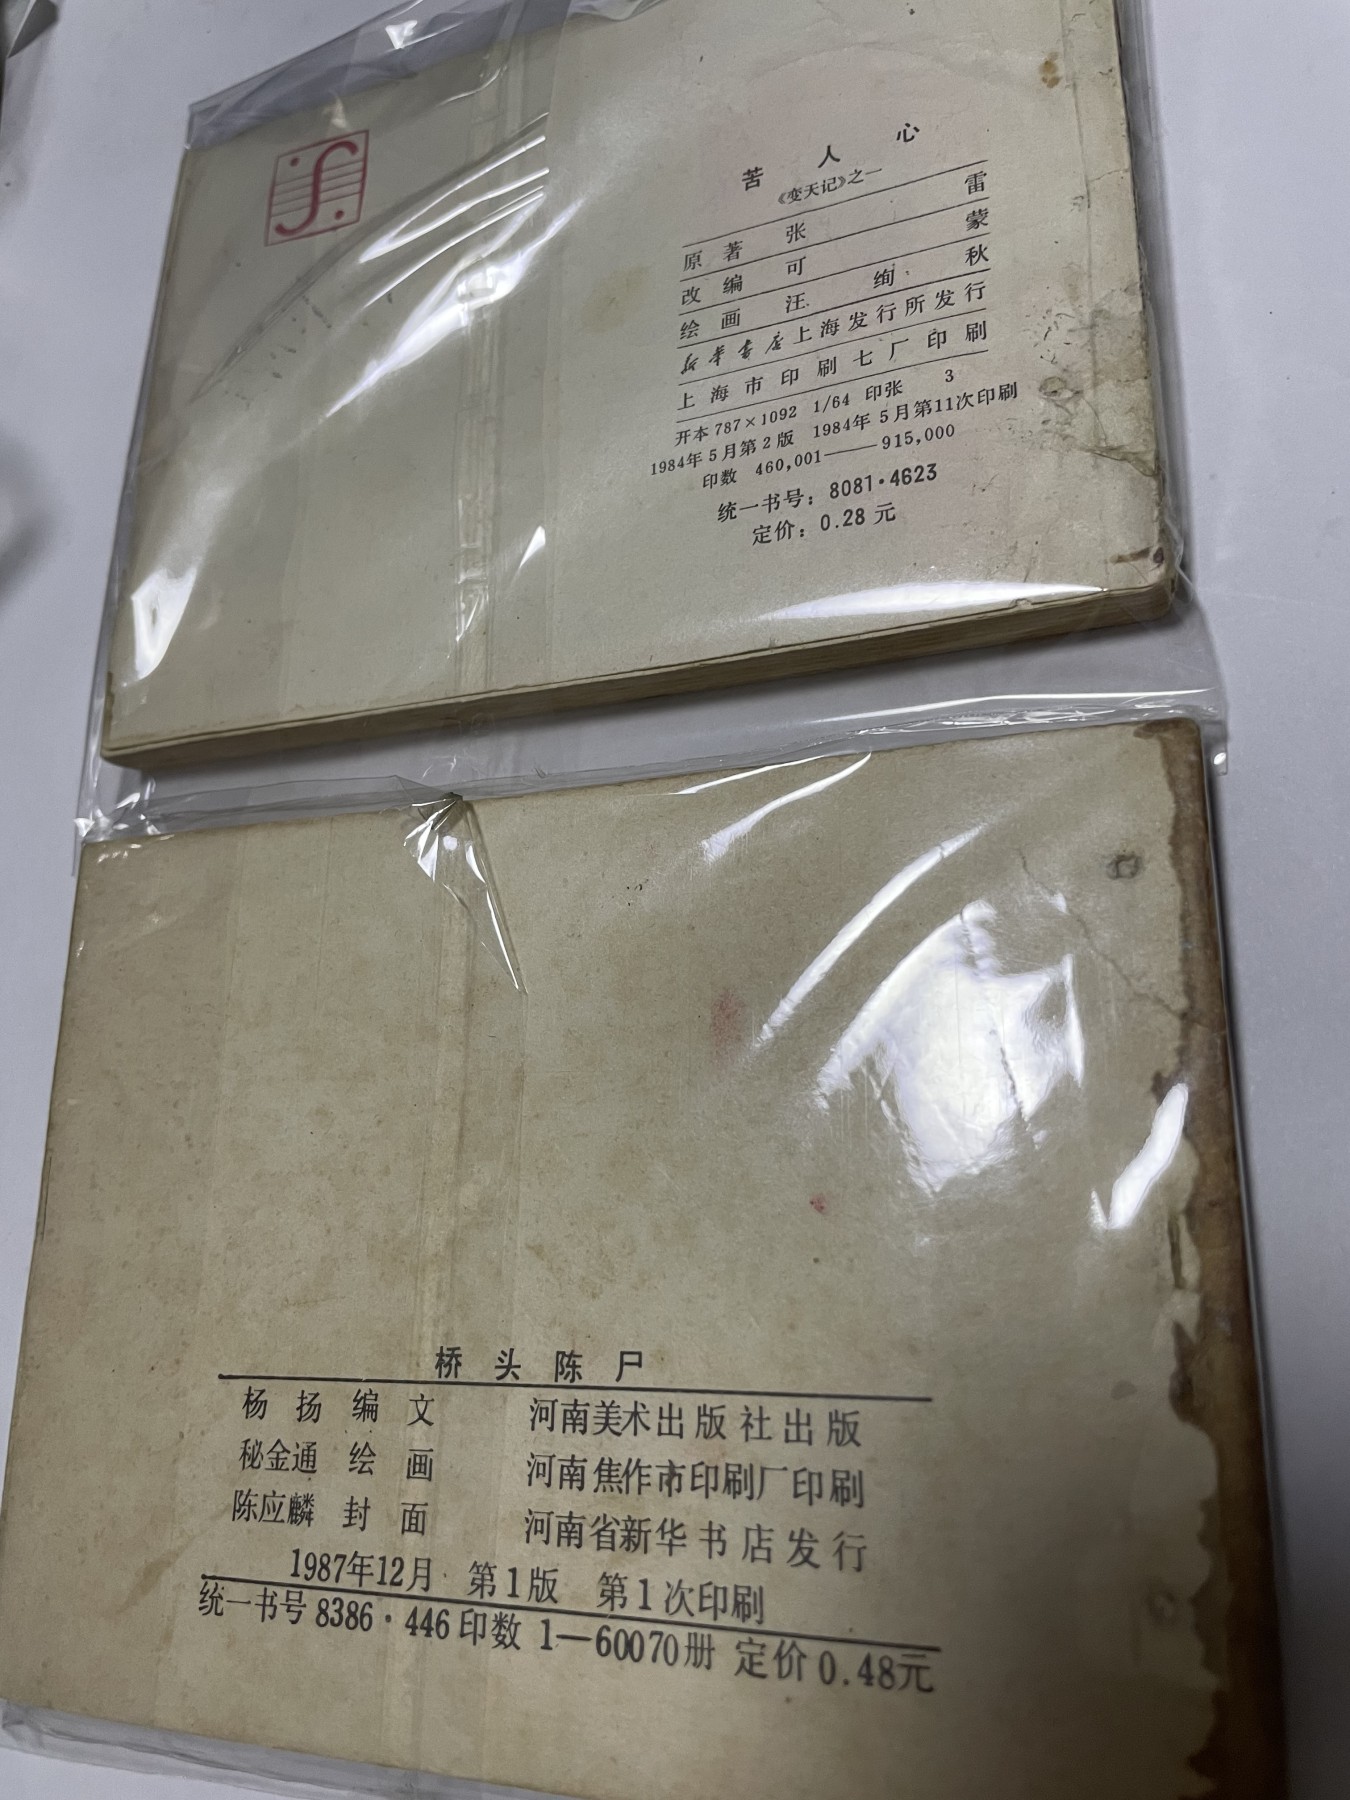 苦人心
《变天记》之一
原著 张雷
改编 可蒙
绘画 汪绚秋
新华书店上海发行所发行
上海市印刷七厂印刷
开本 787×1092 1/64 印张 3
1984年5月第2版 1984年5月第11次印刷
印数 460,001——915,000
统一书号：8081·4623
定价：0.28 元
桥头陈尸
杨扬编文 河南美术出版社出版
秘金通 绘画 河南焦作市印刷厂印刷
陈应麟 封面 河南省新华书店发行
1987年12月 第1版 第1次印刷
统一书号 8386·446 印数 1—60070册 定价 0.48元